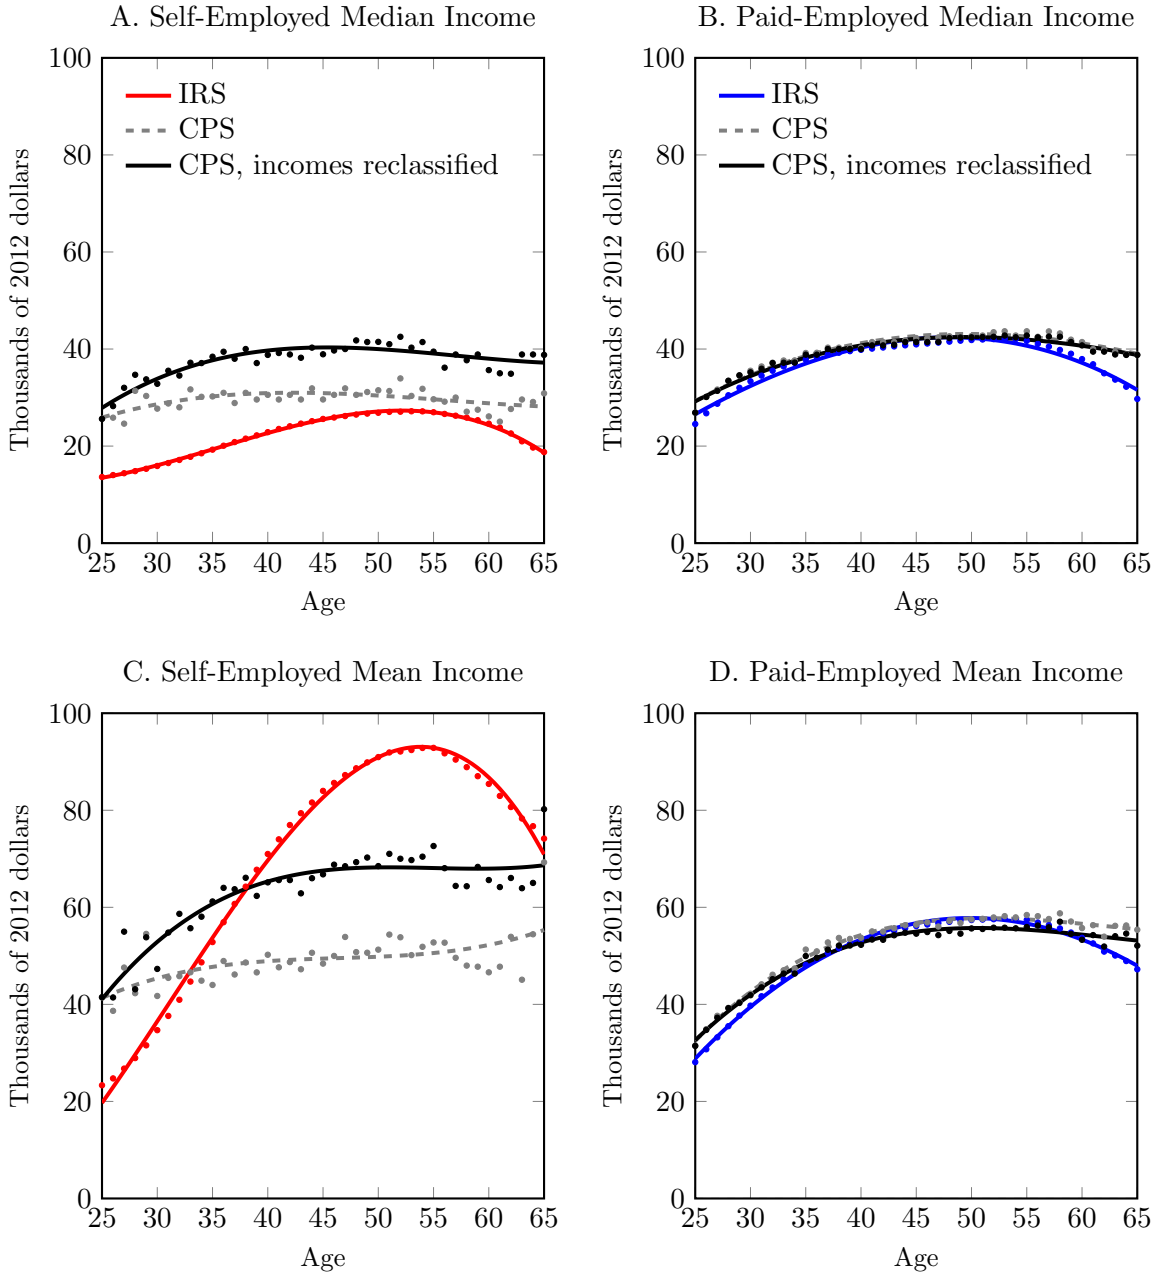 A. Self-Employed Median Income
Thousands of 2012 dollars
100
80
60
40
20
0
IRS
CPS
CPS, incomes reclassified
25 30 35 40 45 50 55 60 65
Age
B. Paid-Employed Median Income
Thousands of 2012 dollars
100
80
60
40
20
0
IRS
CPS
CPS, incomes reclassified
25 30 35 40 45 50 55 60 65
Age
C. Self-Employed Mean Income
Thousands of 2012 dollars
100
80
60
40
20
0
25 30 35 40 45 50 55 60 65
Age
D. Paid-Employed Mean Income
Thousands of 2012 dollars
100
80
60
40
20
0
25 30 35 40 45 50 55 60 65
Age